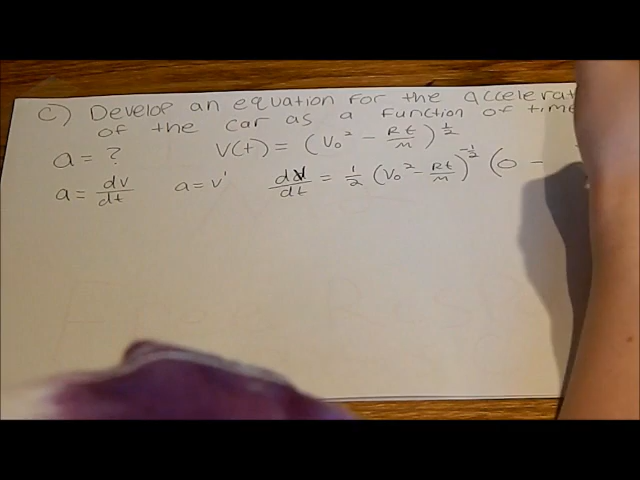 c) Develop an equation for the
of the car as a function of time
a = ? v(t) = (v₀² - Rt/m)^½
a = dv/dt a = v' dv/dt = ½ (v₀² - Rt/m)^-½ (0 -